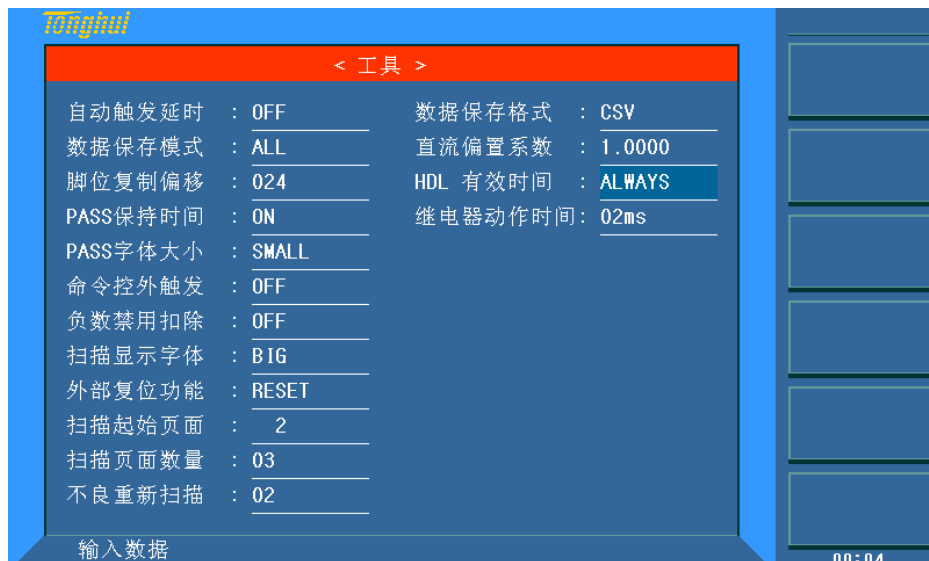 Tonghui
< 工具 >
自动触发延时 : OFF
数据保存模式 : ALL
脚位复制偏移 : 024
PASS保持时间 : ON
PASS字体大小 : SMALL
命令控外触发 : OFF
负数禁用扣除 : OFF
扫描显示字体 : BIG
外部复位功能 : RESET
扫描起始页面 : 2
扫描页面数量 : 03
不良重新扫描 : 02
数据保存格式 : CSV
直流偏置系数 : 1.0000
HDL 有效时间 : ALWAYS
继电器动作时间: 02ms
输入数据